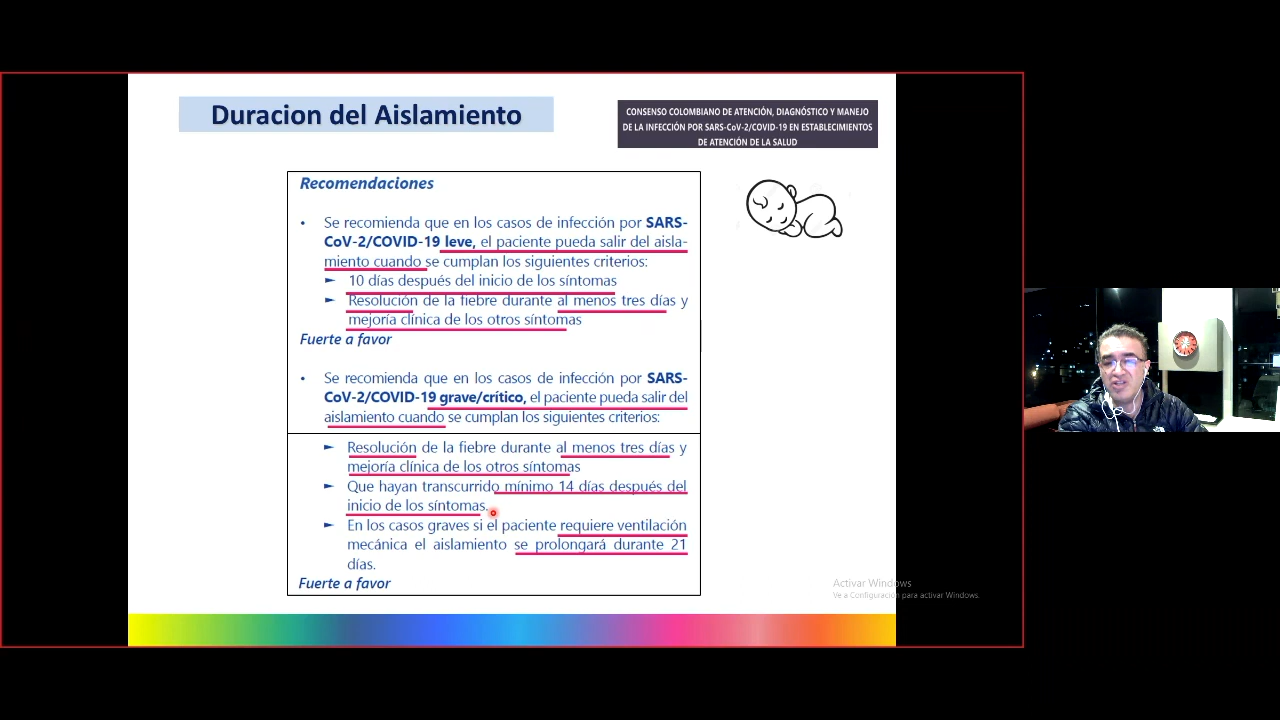 Duracion del Aislamiento
CONSENSO COLOMBIANO DE ATENCIÓN, DIAGNÓSTICO Y MANEJO
DE LA INFECCIÓN POR SARS-CoV-2/COVID-19 EN ESTABLECIMIENTOS
DE ATENCIÓN DE LA SALUD
Recomendaciones
• Se recomienda que en los casos de infección por SARS-
CoV-2/COVID-19 leve, el paciente pueda salir del aisla-
miento cuando se cumplan los siguientes criterios:
► 10 días después del inicio de los síntomas
► Resolución de la fiebre durante al menos tres días y
mejoría clínica de los otros síntomas
Fuerte a favor
• Se recomienda que en los casos de infección por SARS-
CoV-2/COVID-19 grave/crítico, el paciente pueda salir del
aislamiento cuando se cumplan los siguientes criterios:
► Resolución de la fiebre durante al menos tres días y
mejoría clínica de los otros síntomas
► Que hayan transcurrido mínimo 14 días después del
inicio de los síntomas.
► En los casos graves si el paciente requiere ventilación
mecánica el aislamiento se prolongará durante 21
días.
Fuerte a favor
Activar Windows
Ve a Configuración para activar Windows.